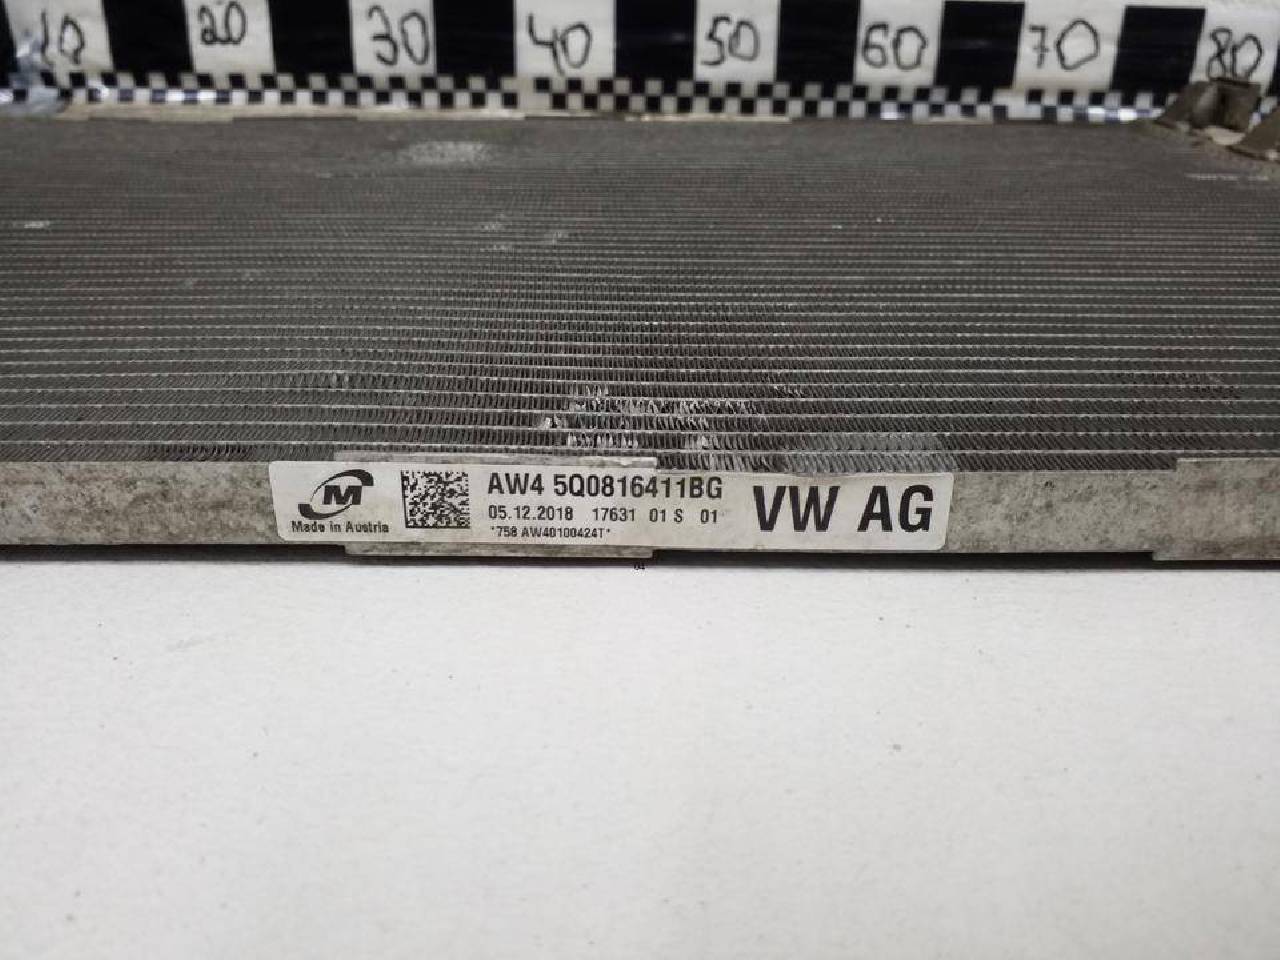 10 20 30 40 50 60 70 80
M
Made in Austria
AW4 5Q0816411BG
05.12.2018 17631 01 S 01
*758 AW40100424T*
VW AG
04